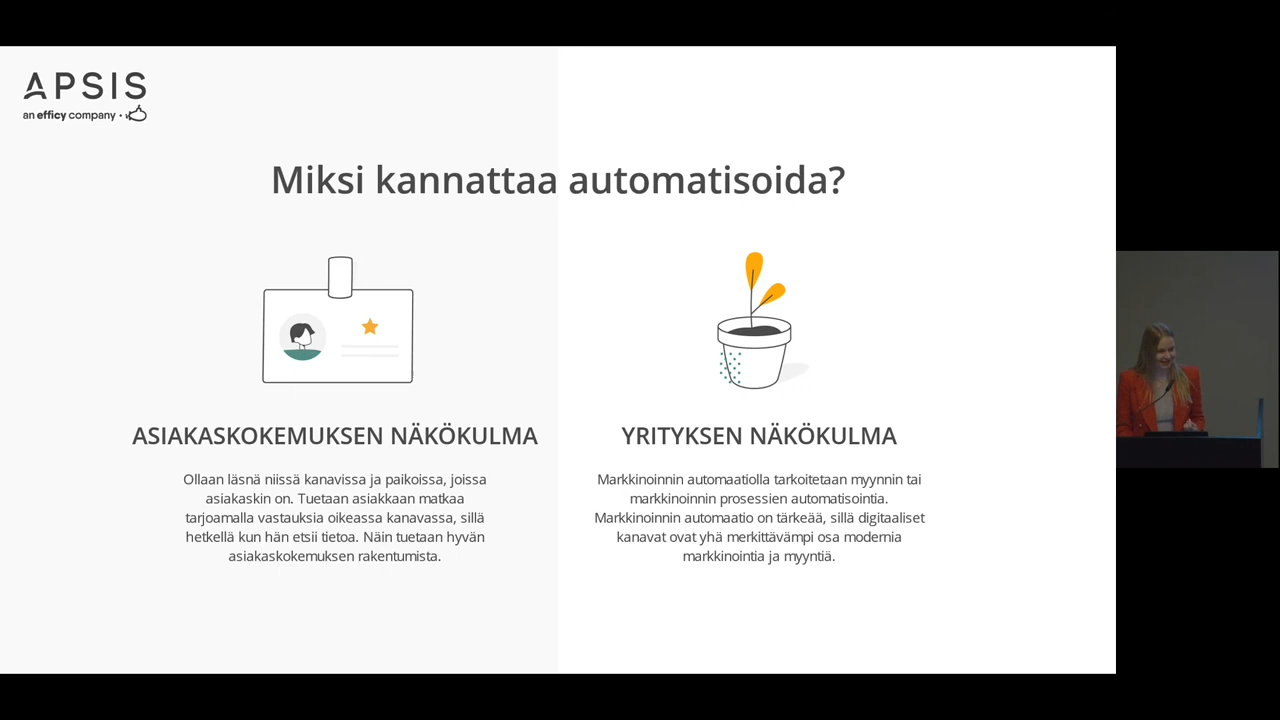 APSIS
an efficy company
Miksi kannattaa automatisoida?
ASIAKASKOKEMUKSEN NÄKÖKULMA
Ollaan läsnä niissä kanavissa ja paikoissa, joissa
asiakaskin on. Tuetaan asiakkaan matkaa
tarjoamalla vastauksia oikeassa kanavassa, sillä
hetkellä kun hän etsii tietoa. Näin tuetaan hyvän
asiakaskokemuksen rakentumista.
YRITYKSEN NÄKÖKULMA
Markkinoinnin automaatiolla tarkoitetaan myynnin tai
markkinoinnin prosessien automatisointia.
Markkinoinnin automaatio on tärkeää, sillä digitaaliset
kanavat ovat yhä merkittävämpi osa modernia
markkinointia ja myyntiä.